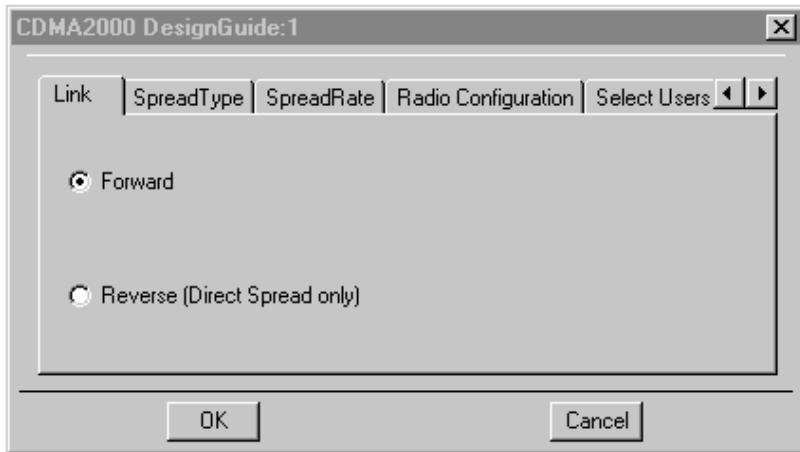 CDMA2000 DesignGuide:1
Link SpreadType SpreadRate Radio Configuration Select Users
Forward
Reverse (Direct Spread only)
OK Cancel